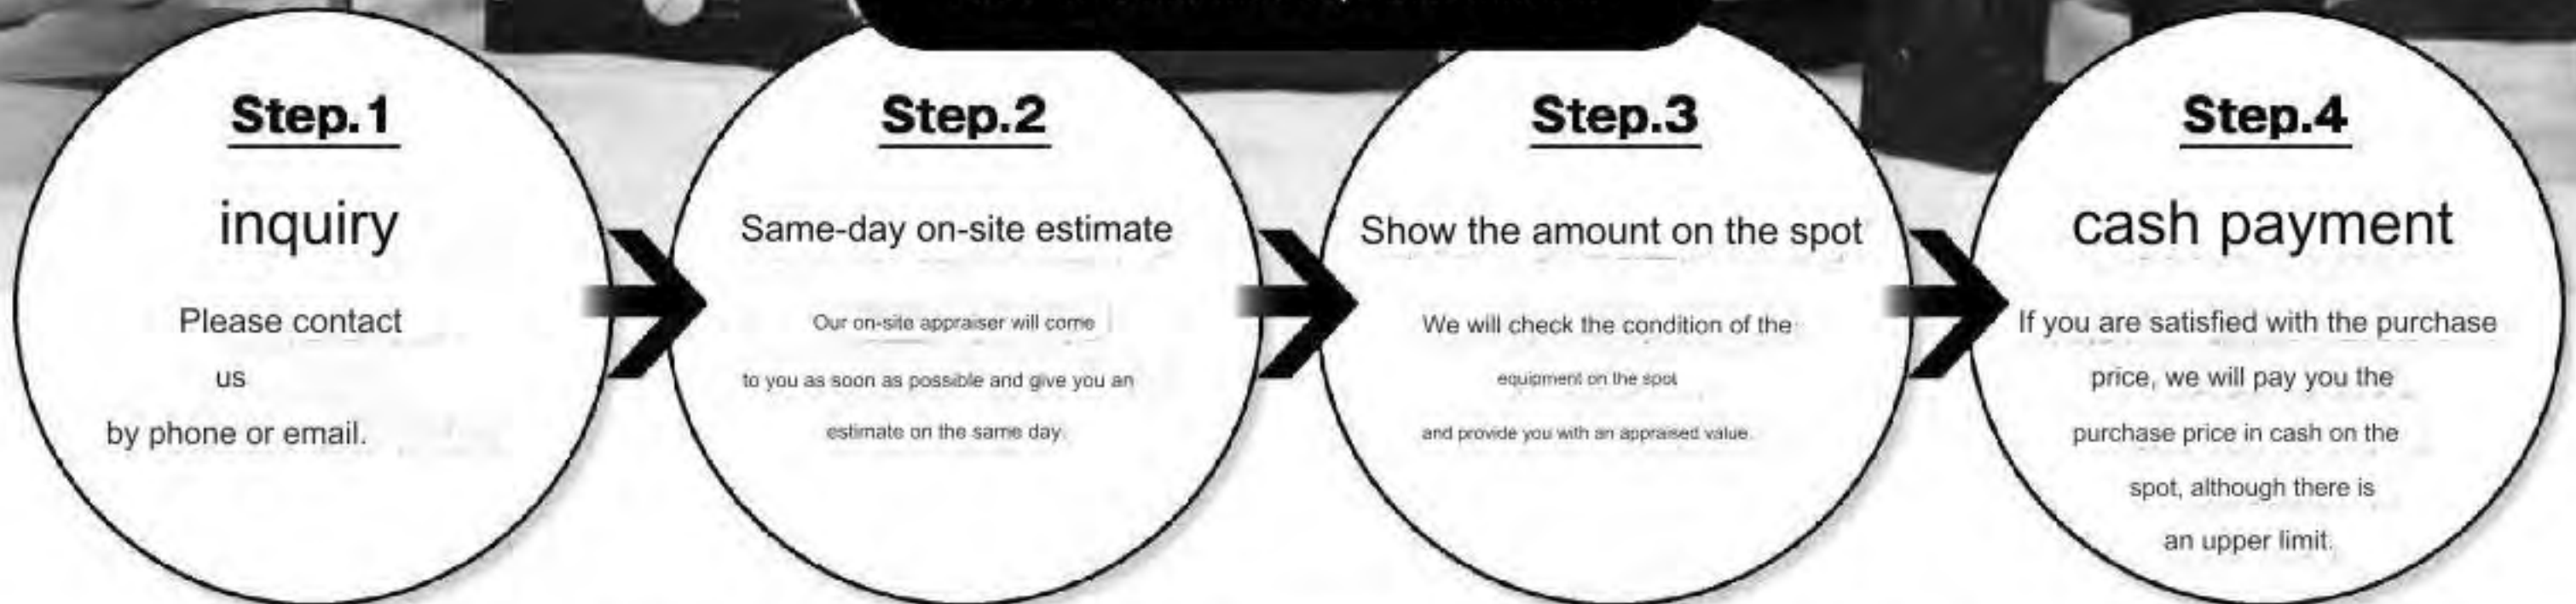 Step.1
inquiry
Please contact
us
by phone or email.
Step.2
Same-day on-site estimate
Our on-site appraiser will come
to you as soon as possible and give you an
estimate on the same day.
Step.3
Show the amount on the spot
We will check the condition of the
equipment on the spot
and provide you with an appraised value.
Step.4
cash payment
If you are satisfied with the purchase
price, we will pay you the
purchase price in cash on the
spot, although there is
an upper limit.